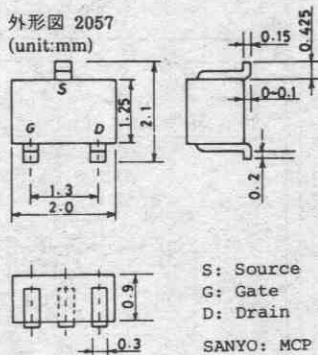 外形図 2057
(unit:mm)
S
G D
1.25
2.1
1.3
2.0
0.15
0.425
0~0.1
0.2
0.9
0.3
S: Source
G: Gate
D: Drain
SANYO: MCP